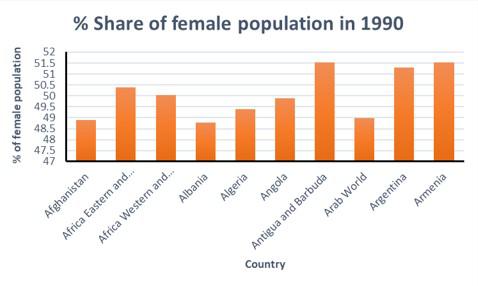 % Share of female population in 1990
% of female population
52
51.5
51
50.5
50
49.5
49
48.5
48
47.5
47
Afghanistan
Africa Eastern and...
Africa Western and...
Albania
Algeria
Angola
Antigua and Barbuda
Arab World
Argentina
Armenia
Country